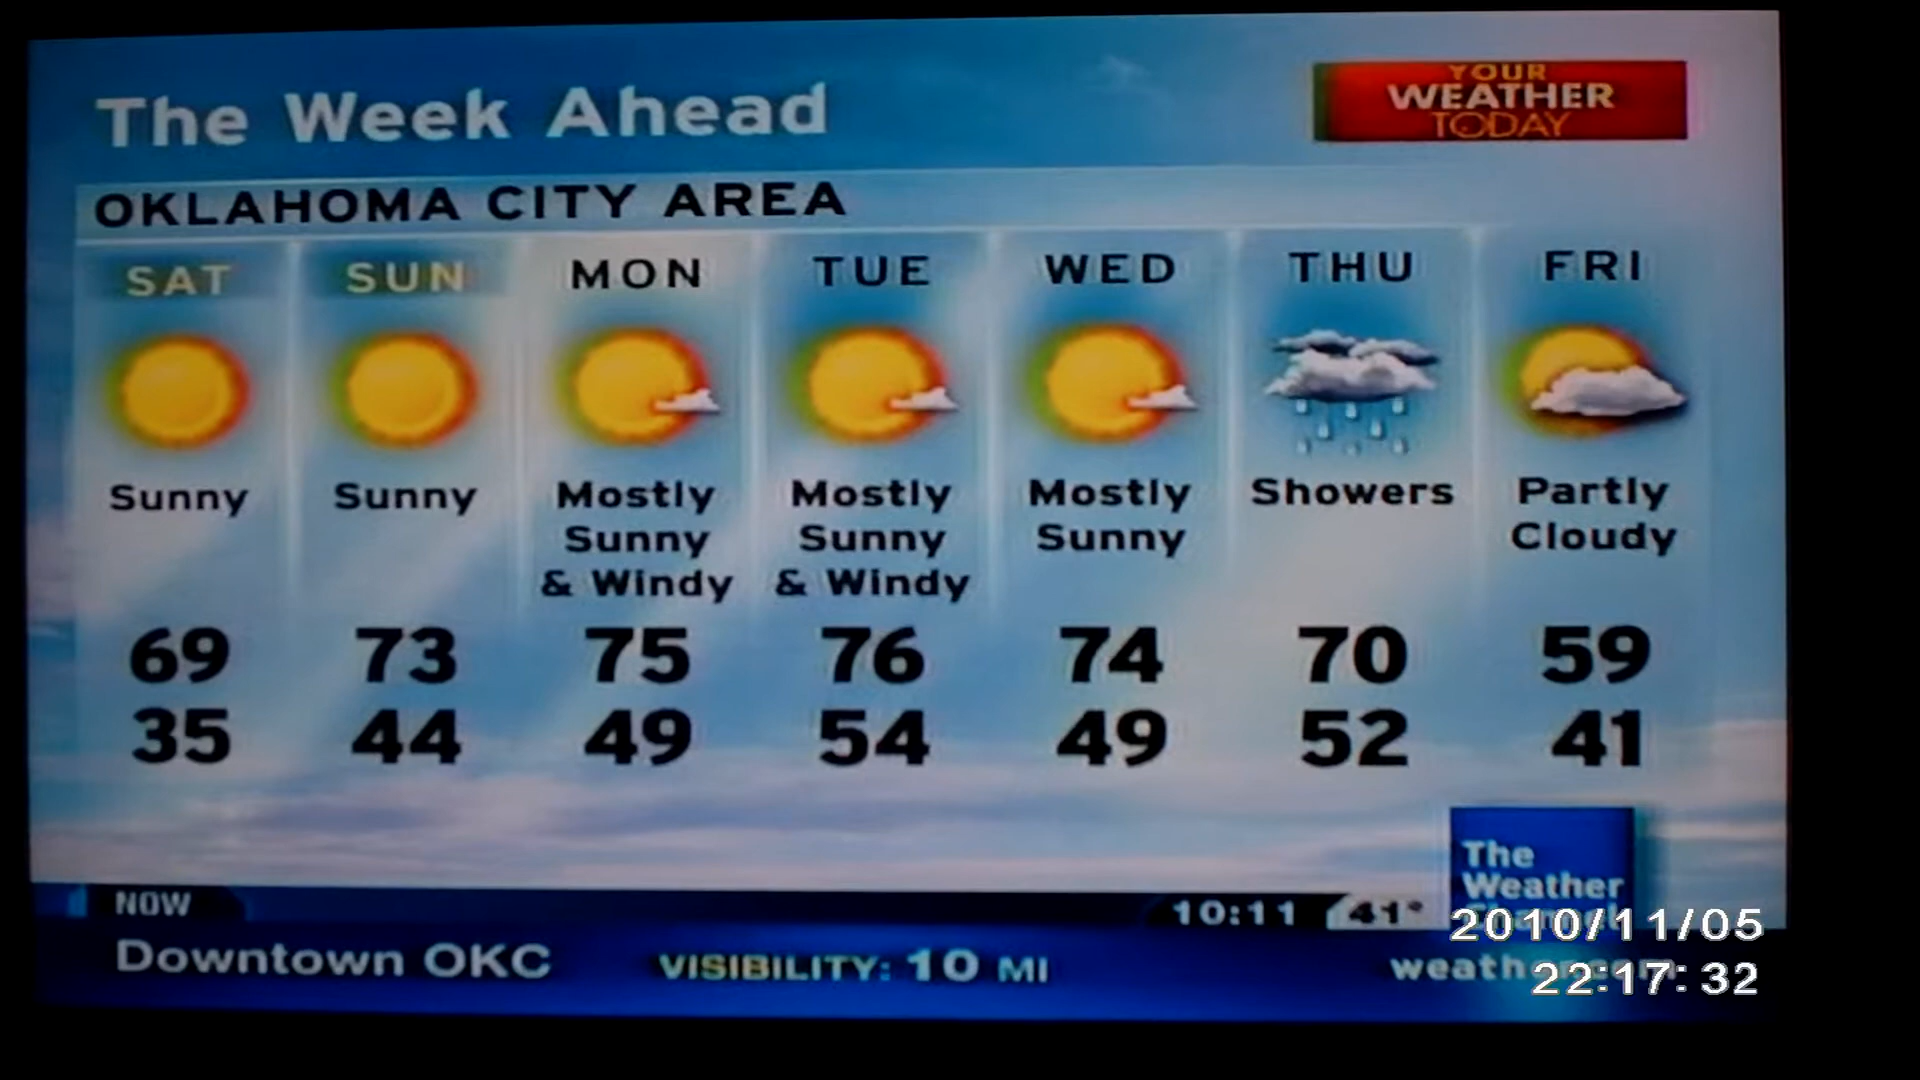 The Week Ahead
YOUR
WEATHER
TODAY
OKLAHOMA CITY AREA
SAT SUN MON TUE WED THU FRI
Sunny Sunny Mostly Mostly Mostly Showers Partly
Sunny Sunny Sunny Cloudy
& Windy & Windy
69 73 75 76 74 70 59
35 44 49 54 49 52 41
The
Weather
Channel
NOW 10:11 41°
2010/11/05
Downtown OKC VISIBILITY: 10 MI weather.com
22:17:32